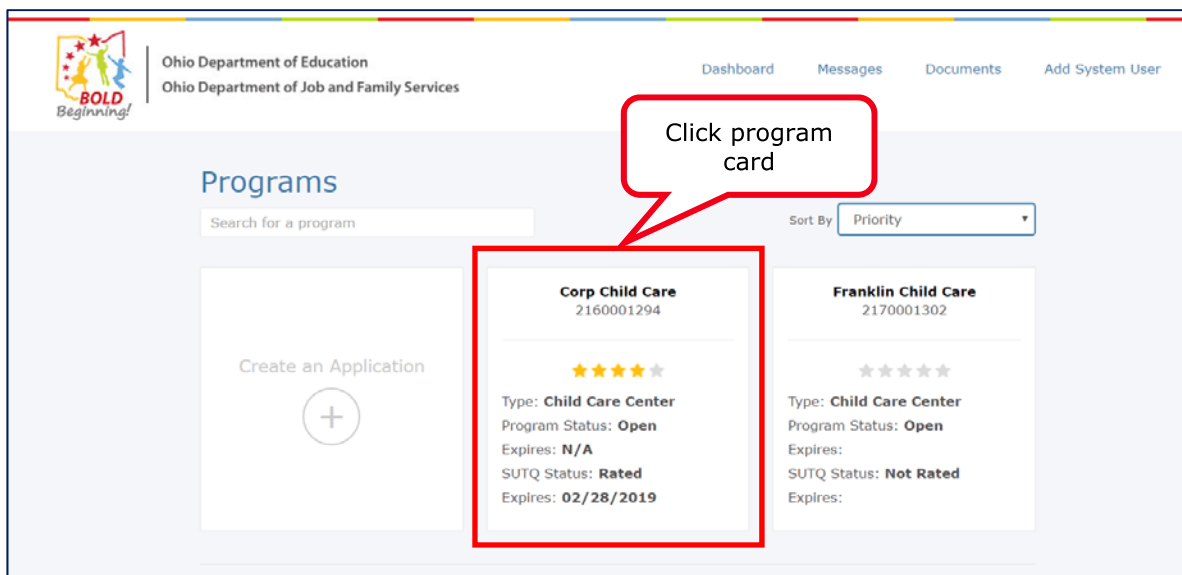 BOLD
Beginning!
Ohio Department of Education
Ohio Department of Job and Family Services
Dashboard
Messages
Documents
Add System User
Click program
card
Programs
Search for a program
Sort By
Priority
Create an Application
Corp Child Care
2160001294
Type: Child Care Center
Program Status: Open
Expires: N/A
SUTQ Status: Rated
Expires: 02/28/2019
Franklin Child Care
2170001302
Type: Child Care Center
Program Status: Open
Expires:
SUTQ Status: Not Rated
Expires: